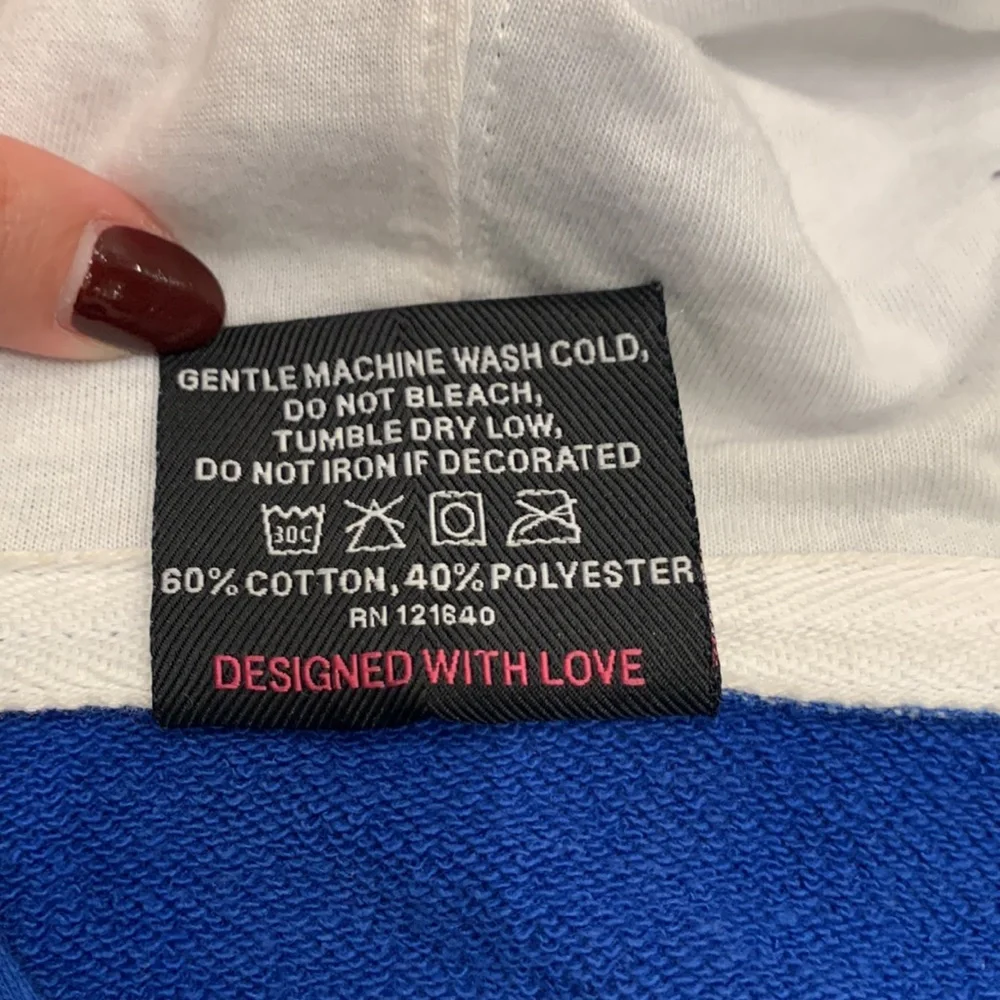 GENTLE MACHINE WASH COLD,
DO NOT BLEACH,
TUMBLE DRY LOW,
DO NOT IRON IF DECORATED
30C
60% COTTON, 40% POLYESTER
RN 121640
DESIGNED WITH LOVE